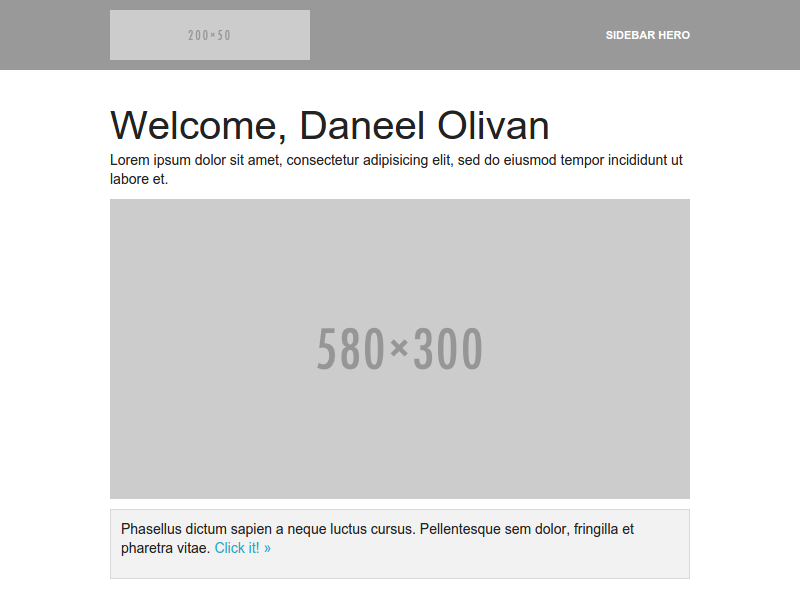 200×50
SIDEBAR HERO
Welcome, Daneel Olivan
Lorem ipsum dolor sit amet, consectetur adipisicing elit, sed do eiusmod tempor incididunt ut
labore et.
580×300
Phasellus dictum sapien a neque luctus cursus. Pellentesque sem dolor, fringilla et
pharetra vitae. Click it! »